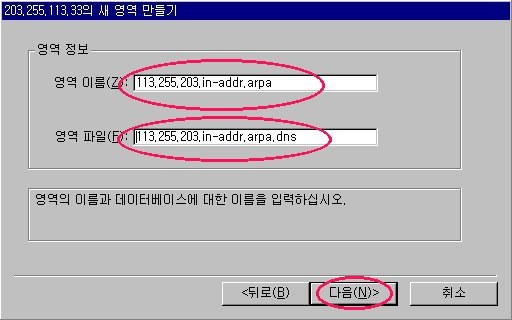 203,255,113,33의 새 영역 만들기
영역 정보
영역 이름(Z): 113,255,203,in-addr,arpa
영역 파일(F): 113,255,203,in-addr,arpa,dns
영역의 이름과 데이터베이스에 대한 이름을 입력하십시오,
<뒤로(B) 다음(N)> 취소